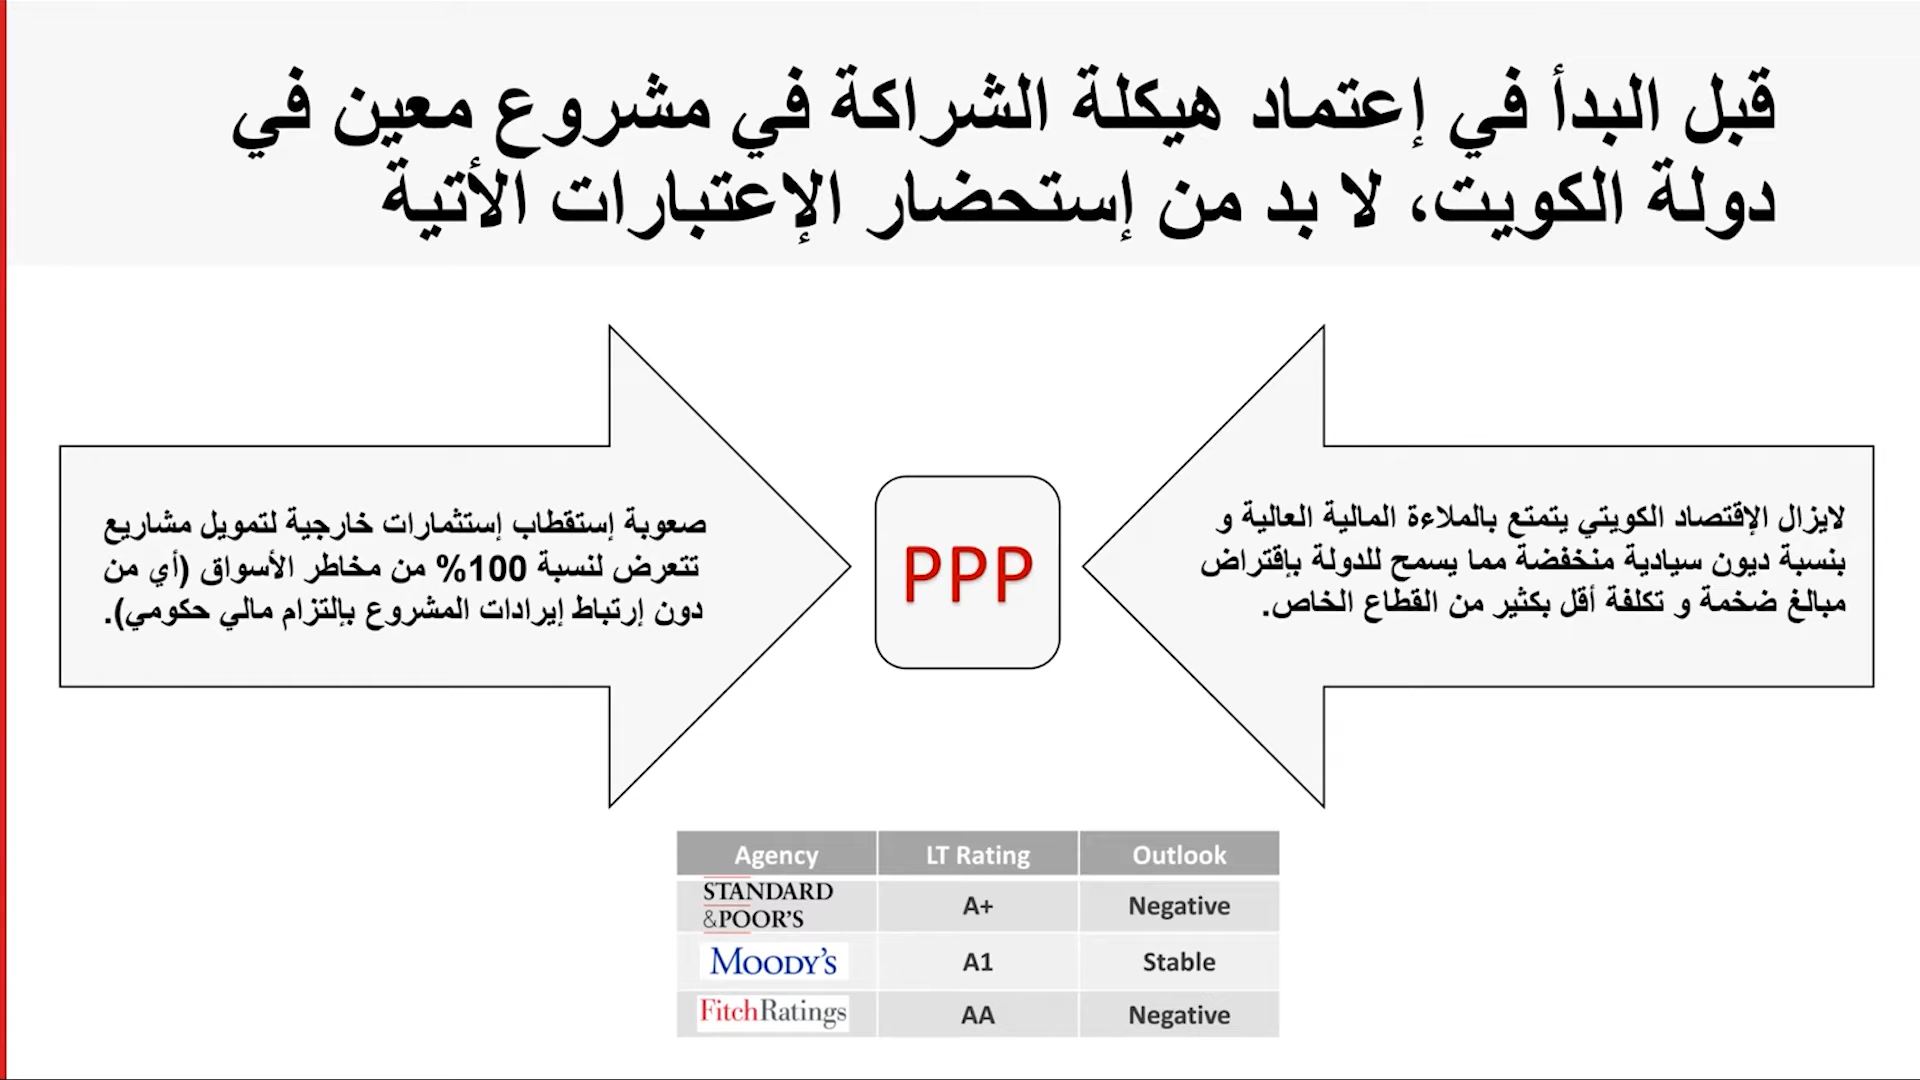 قبل البدأ في إعتماد هيكلة الشراكة في مشروع معين في
دولة الكويت، لا بد من إستحضار الإعتبارات الأتية
لايزال الإقتصاد الكويتي يتمتع بالملاءة المالية العالية و
بنسبة ديون سيادية منخفضة مما يسمح للدولة بإقتراض
مبالغ ضخمة و تكلفة أقل بكثير من القطاع الخاص.
PPP
صعوبة إستقطاب إستثمارات خارجية لتمويل مشاريع
تتعرض لنسبة 100% من مخاطر الأسواق (أي من
دون إرتباط إيرادات المشروع بإلتزام مالي حكومي).
Agency LT Rating Outlook
STANDARD
&POOR'S A+ Negative
MOODY'S A1 Stable
FitchRatings AA Negative